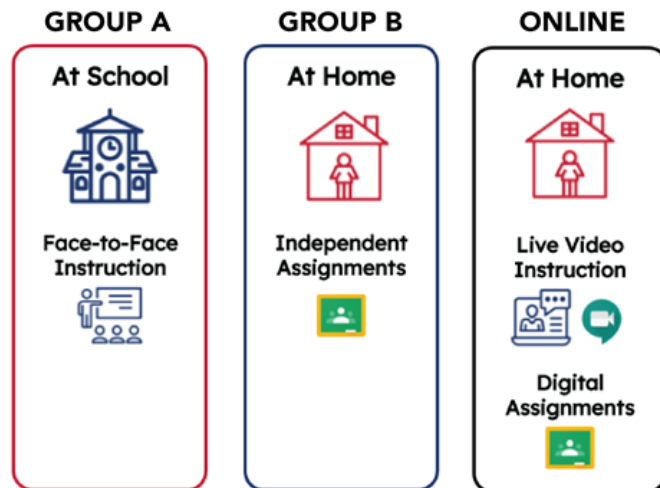 GROUP A
At School
Face-to-Face
Instruction
GROUP B
At Home
Independent
Assignments
ONLINE
At Home
Live Video
Instruction
Digital
Assignments